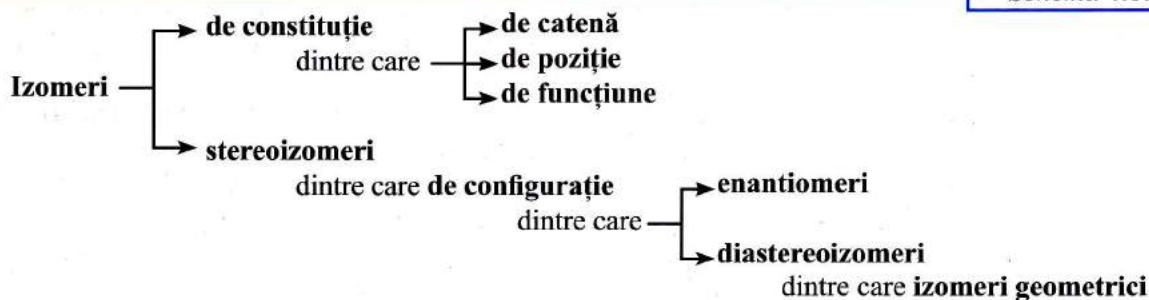 de constituție
dintre care
de catenă
de poziție
de funcțiune
Izomeri
stereoizomeri
dintre care de configurație
dintre care
enantiomeri
diastereoizomeri
dintre care izomeri geometrici